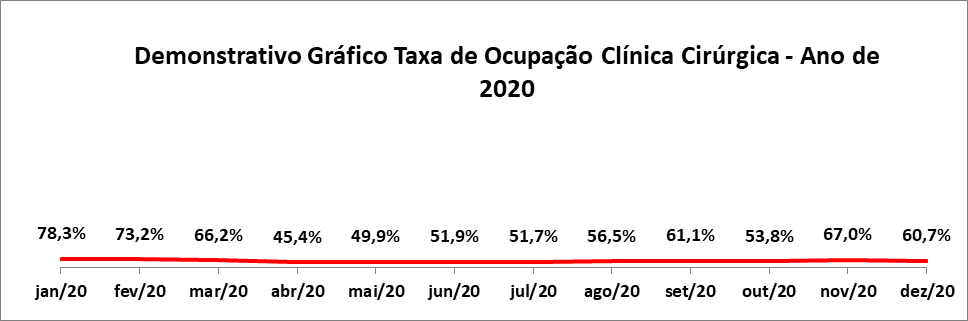 Demonstrativo Gráfico Taxa de Ocupação Clínica Cirúrgica - Ano de
2020
78,3% 73,2% 66,2% 45,4% 49,9% 51,9% 51,7% 56,5% 61,1% 53,8% 67,0% 60,7%
jan/20 fev/20 mar/20 abr/20 mai/20 jun/20 jul/20 ago/20 set/20 out/20 nov/20 dez/20